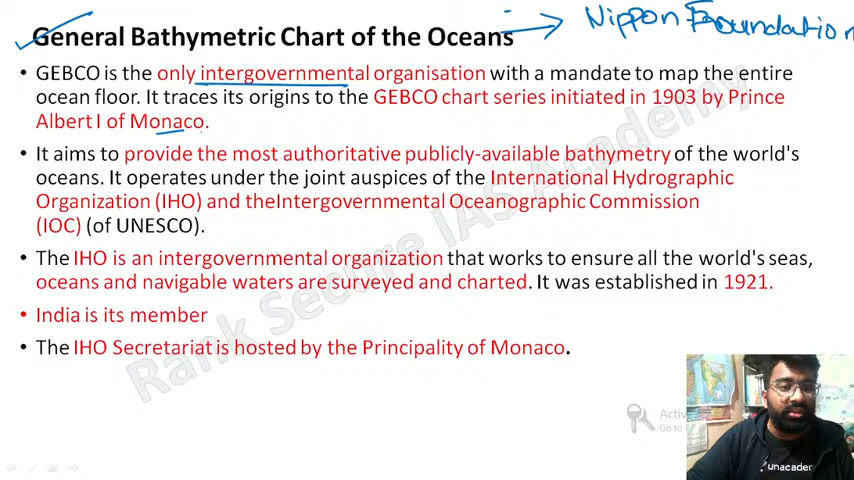 General Bathymetric Chart of the Oceans
Nippon Foundation
• GEBCO is the only intergovernmental organisation with a mandate to map the entire
ocean floor. It traces its origins to the GEBCO chart series initiated in 1903 by Prince
Albert I of Monaco.
• It aims to provide the most authoritative publicly-available bathymetry of the world's
oceans. It operates under the joint auspices of the International Hydrographic
Organization (IHO) and theIntergovernmental Oceanographic Commission
(IOC) (of UNESCO).
• The IHO is an intergovernmental organization that works to ensure all the world's seas,
oceans and navigable waters are surveyed and charted. It was established in 1921.
• India is its member
• The IHO Secretariat is hosted by the Principality of Monaco.
Rank Secure IAS Academy
Activ
Go to
unacadem